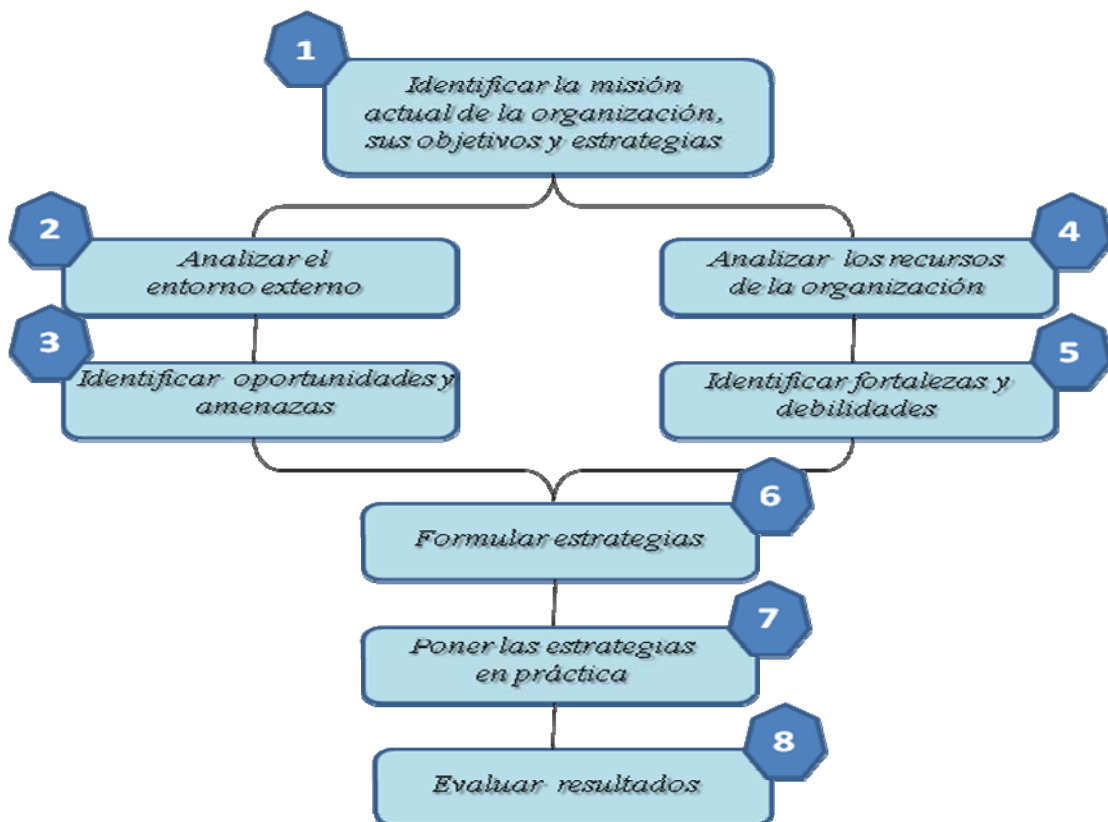 1
Identificar la misión
actual de la organización,
sus objetivos y estrategias
2
Analizar el
entorno externo
3
Identificar oportunidades y
amenazas
4
Analizar los recursos
de la organización
5
Identificar fortalezas y
debilidades
6
Formular estrategias
7
Poner las estrategias
en práctica
8
Evaluar resultados